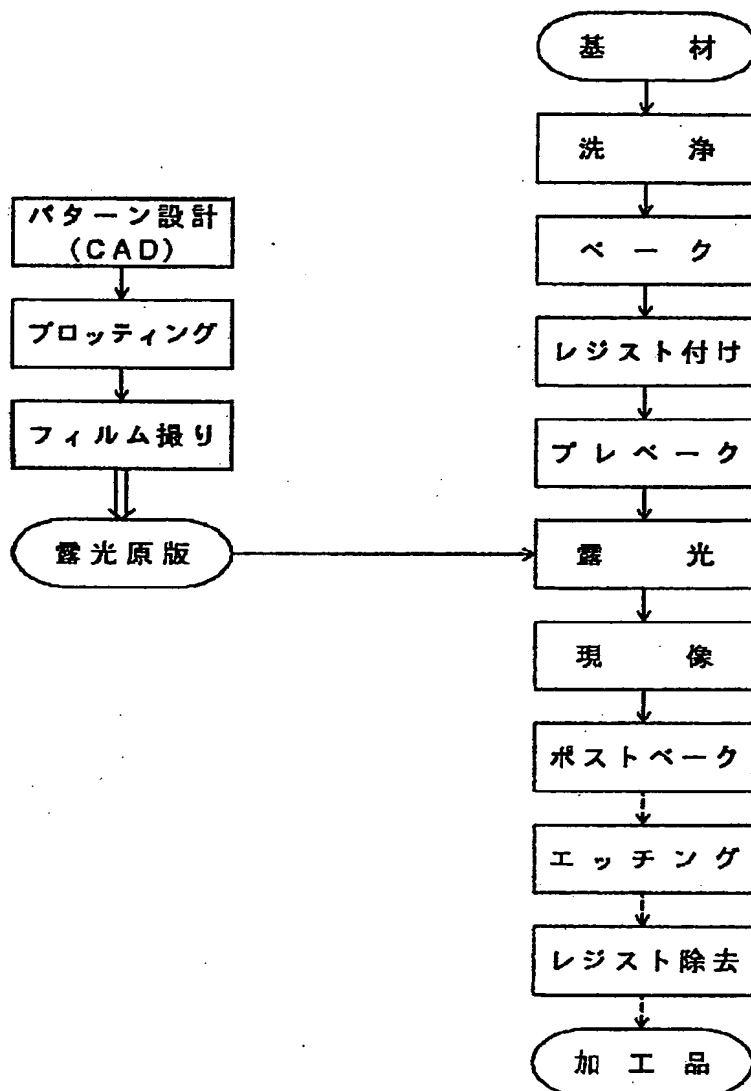 パターン設計
(CAD)
プロッティング
フィルム撮り
露光原版
基材
洗浄
ベーク
レジスト付け
プレベーク
露光
現像
ポストベーク
エッチング
レジスト除去
加工品